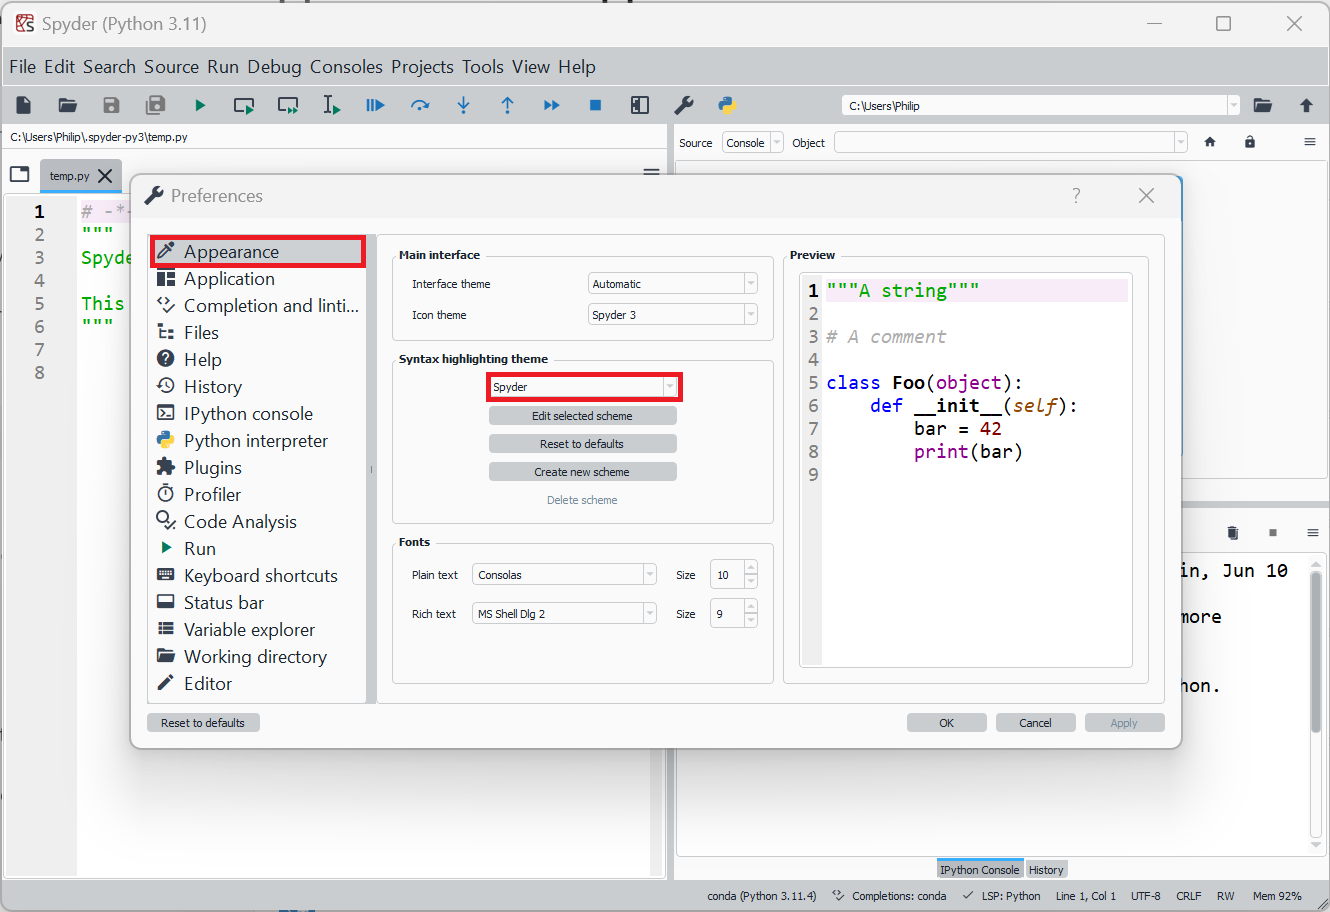 Spyder (Python 3.11)
File Edit Search Source Run Debug Consoles Projects Tools View Help
C:\Users\Philip
C:\Users\Philip\.spyder-py3\temp.py
Source Console Object
temp.py
1 # -*-
2 """
3 Spyde
4
5 This
6 """
7
8
Preferences
?
Appearance
Application
Completion and linti...
Files
Help
History
IPython console
Python interpreter
Plugins
Profiler
Code Analysis
Run
Keyboard shortcuts
Status bar
Variable explorer
Working directory
Editor
Main interface
Interface theme Automatic
Icon theme Spyder 3
Syntax highlighting theme
Spyder
Edit selected scheme
Reset to defaults
Create new scheme
Delete scheme
Fonts
Plain text Consolas Size 10
Rich text MS Shell Dlg 2 Size 9
Preview
1 """A string"""
2
3 # A comment
4
5 class Foo(object):
6 def __init__(self):
7 bar = 42
8 print(bar)
9
Reset to defaults
OK Cancel Apply
in, Jun 10
more
hon.
IPython Console History
conda (Python 3.11.4) Completions: conda LSP: Python Line 1, Col 1 UTF-8 CRLF RW Mem 92%